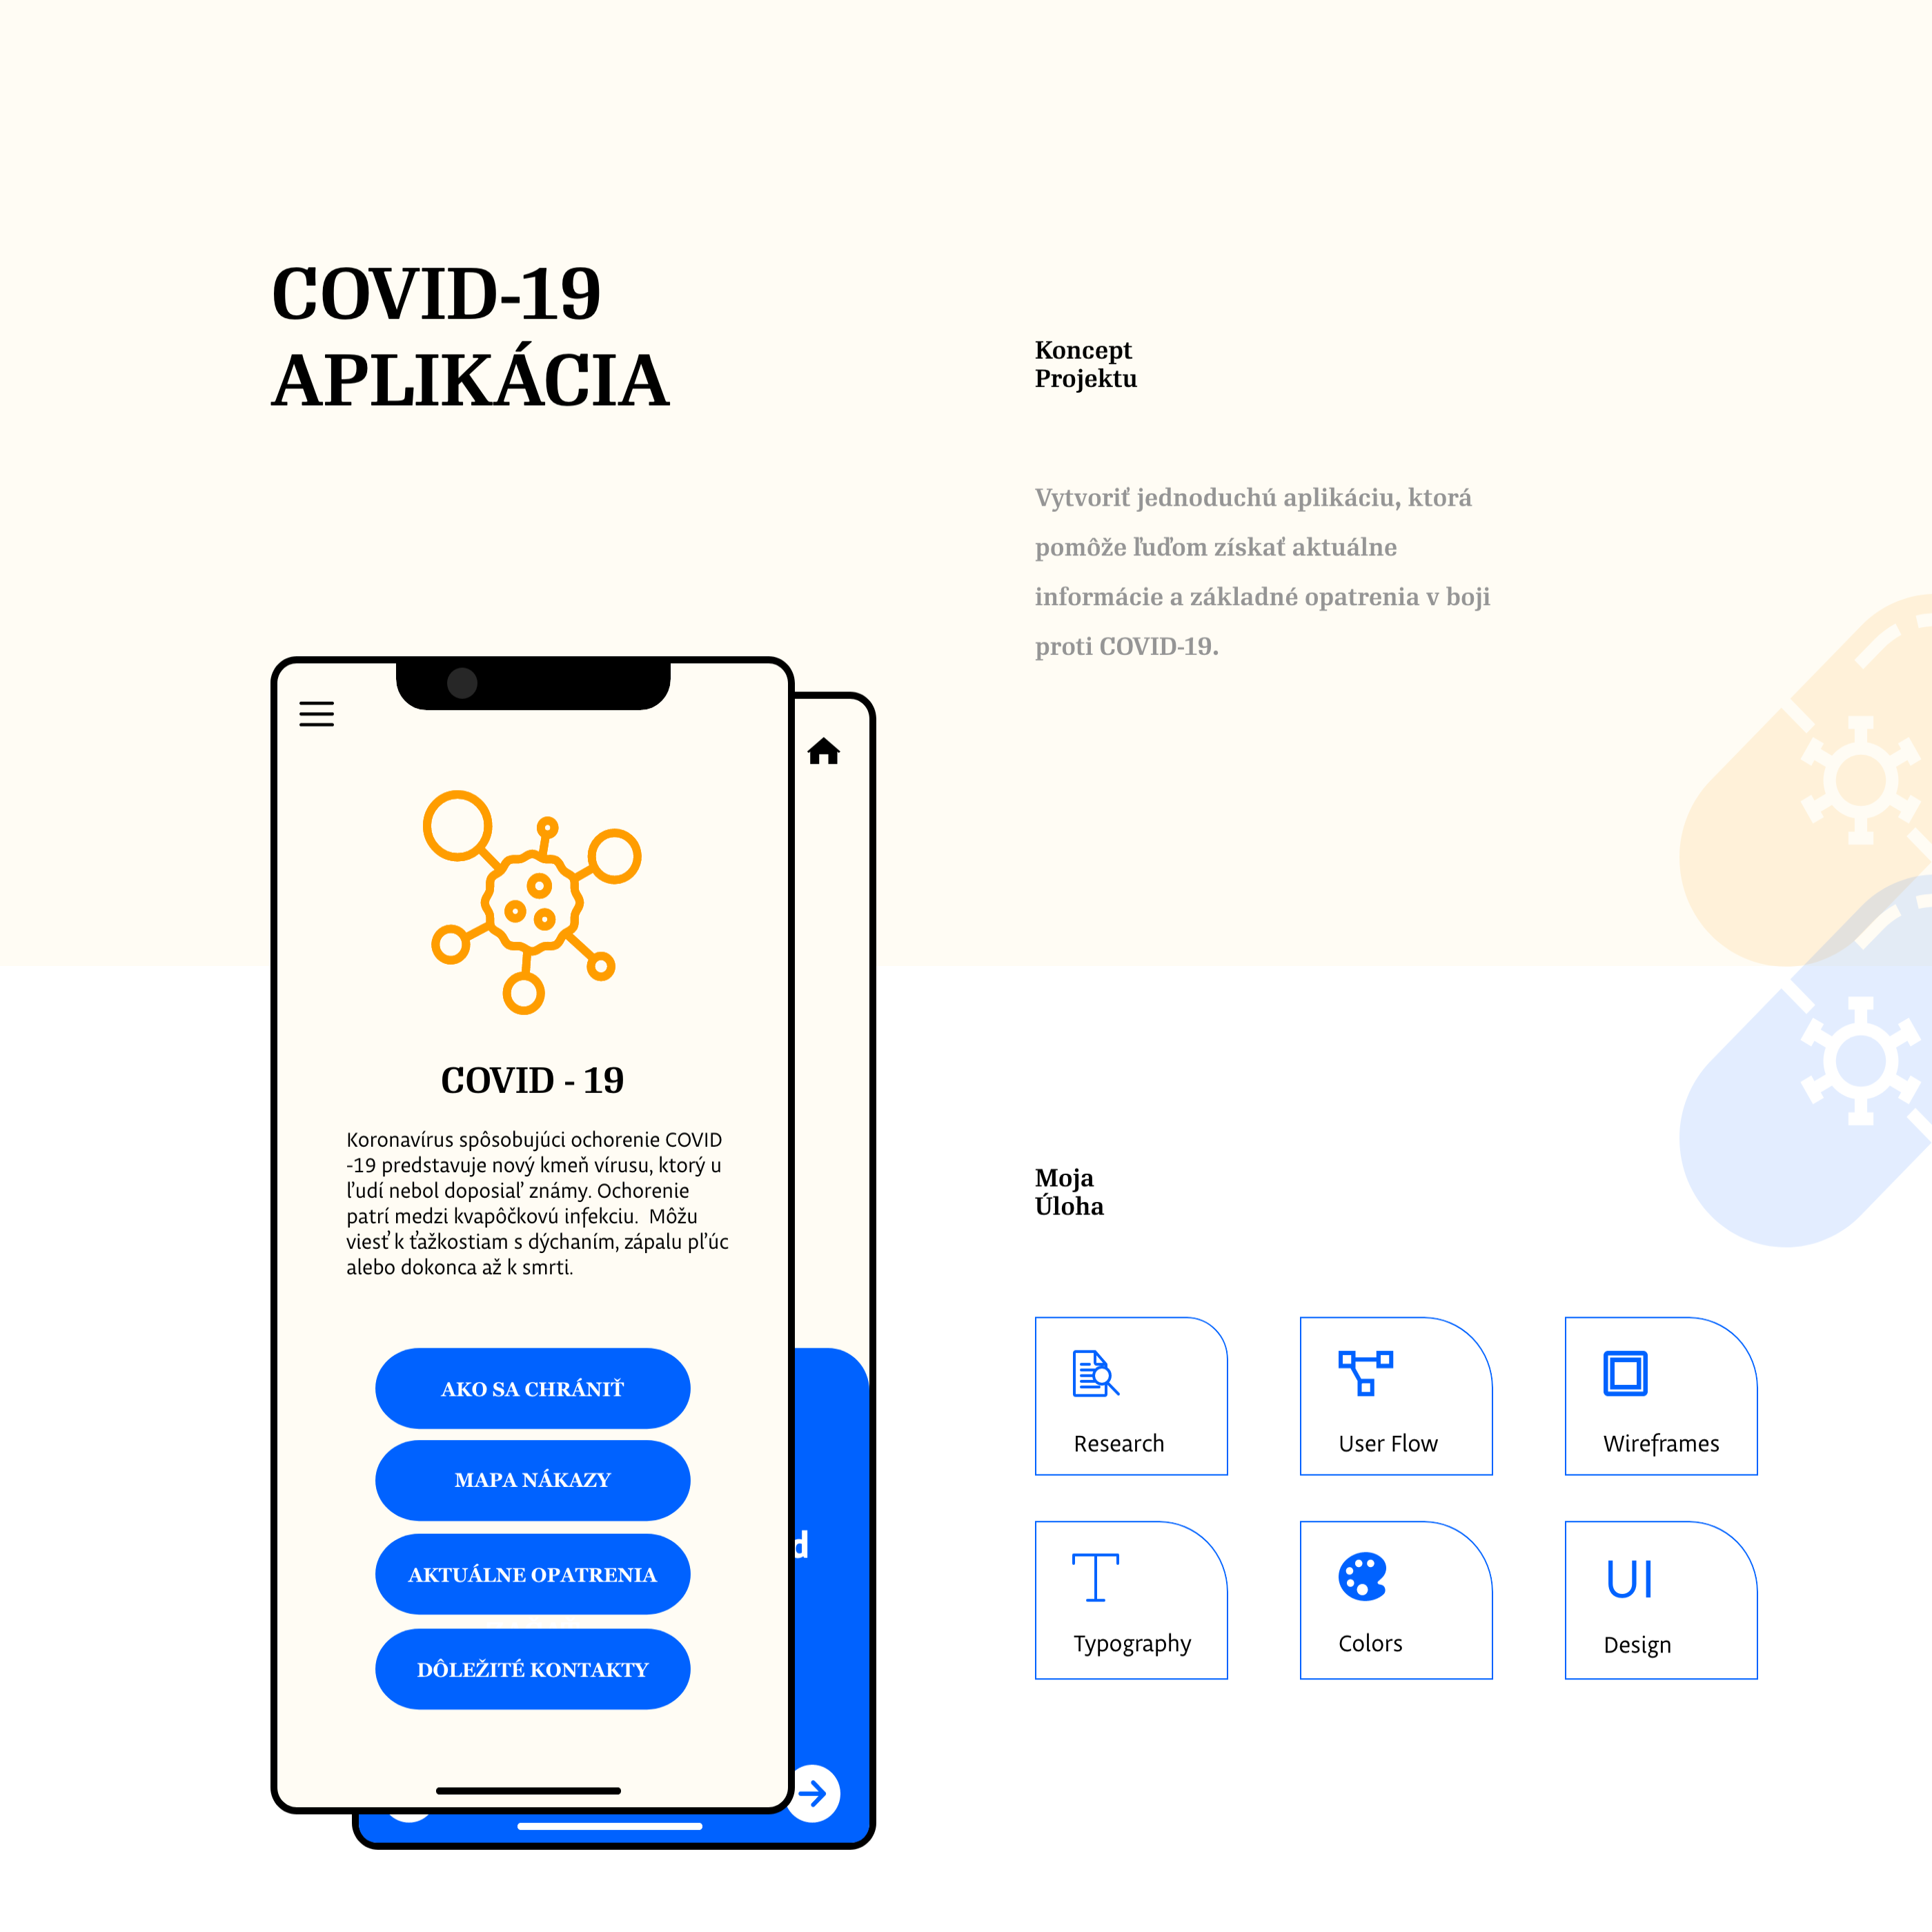 COVID-19
APLIKÁCIA
Koncept
Projektu
Vytvoriť jednoduchú aplikáciu, ktorá
pomôže ľuďom získať aktuálne
informácie a základné opatrenia v boji
proti COVID-19.
COVID - 19
Koronavírus spôsobujúci ochorenie COVID
-19 predstavuje nový kmeň vírusu, ktorý u
ľudí nebol doposiaľ známy. Ochorenie
patrí medzi kvapôčkovú infekciu. Môžu
viesť k ťažkostiam s dýchaním, zápalu pľúc
alebo dokonca až k smrti.
AKO SA CHRÁNIŤ
MAPA NÁKAZY
AKTUÁLNE OPATRENIA
DÔLEŽITÉ KONTAKTY
d
Moja
Úloha
Research
User Flow
Wireframes
Typography
Colors
UI
Design